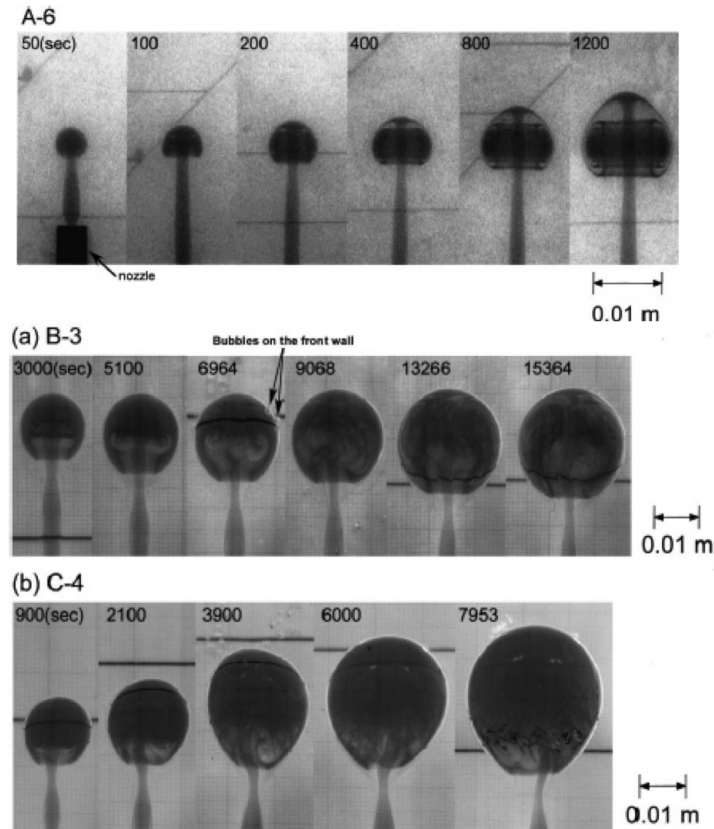 A-6
50(sec) 100 200 400 800 1200
nozzle
0.01 m
(a) B-3
Bubbles on the front wall
3000(sec) 5100 6964 9068 13266 15364
0.01 m
(b) C-4
900(sec) 2100 3900 6000 7953
0.01 m